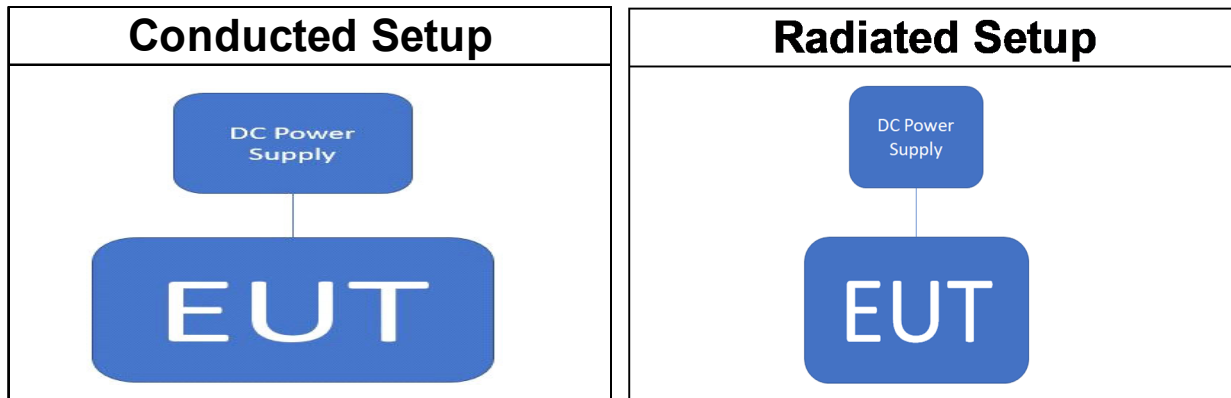 Conducted Setup
DC Power
Supply
EUT
Radiated Setup
DC Power
Supply
EUT